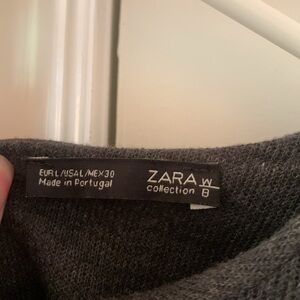 EUR L/USA L/MEX 30
Made in Portugal
ZARA W/B
collection